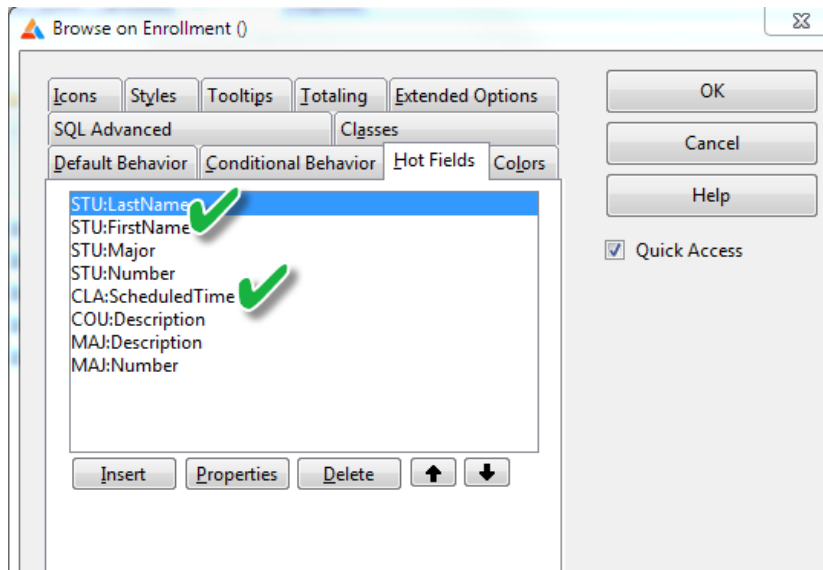 Browse on Enrollment ()
Icons Styles Tooltips Totaling Extended Options
SQL Advanced Classes
Default Behavior Conditional Behavior Hot Fields Colors
STU:LastName
STU:FirstName
STU:Major
STU:Number
CLA:ScheduledTime
COU:Description
MAJ:Description
MAJ:Number
Insert Properties Delete
OK
Cancel
Help
Quick Access